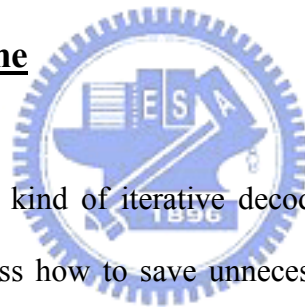 ne
E S A
kind of iterative decod
1896
ss how to save unneces